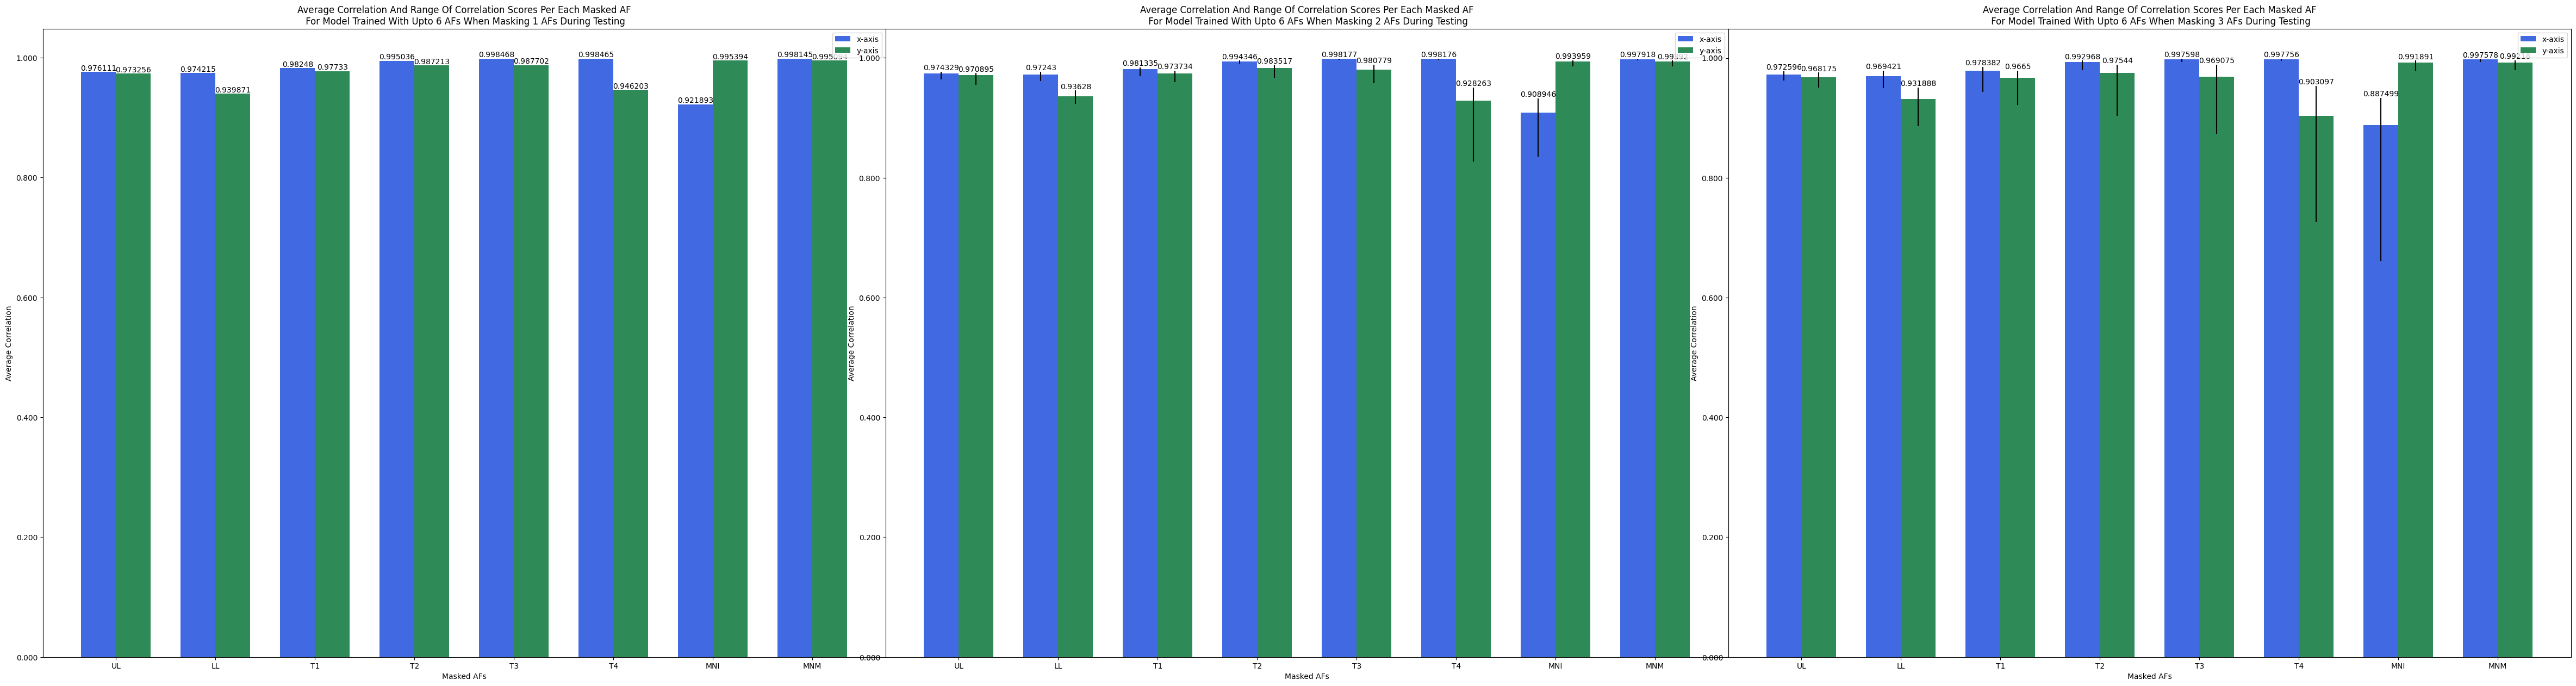 Average Correlation And Range Of Correlation Scores Per Each Masked AF
For Model Trained With Upto 6 AFs When Masking 1 AFs During Testing
x-axis
y-axis
1.000
0.800
0.600
0.400
0.200
0.000
Average Correlation
0.976111
0.973256
0.974215
0.939871
0.98248
0.97733
0.995036
0.987213
0.998468
0.987702
0.998465
0.946203
0.921893
0.995394
0.998145
UL
LL
T1
T2
T3
T4
MNI
MNM
Masked AFs
Average Correlation And Range Of Correlation Scores Per Each Masked AF
For Model Trained With Upto 6 AFs When Masking 2 AFs During Testing
x-axis
y-axis
1.000
0.800
0.600
0.400
0.200
0.000
Average Correlation
0.974329
0.970895
0.97243
0.93628
0.981335
0.973734
0.994346
0.983517
0.998177
0.980779
0.998176
0.928263
0.908946
0.993959
0.997918
UL
LL
T1
T2
T3
T4
MNI
MNM
Masked AFs
Average Correlation And Range Of Correlation Scores Per Each Masked AF
For Model Trained With Upto 6 AFs When Masking 3 AFs During Testing
x-axis
y-axis
1.000
0.800
0.600
0.400
0.200
0.000
Average Correlation
0.972596
0.968175
0.969421
0.931888
0.978382
0.9665
0.992968
0.97544
0.997598
0.969075
0.997756
0.903097
0.887499
0.991891
0.997578
UL
LL
T1
T2
T3
T4
MNI
MNM
Masked AFs